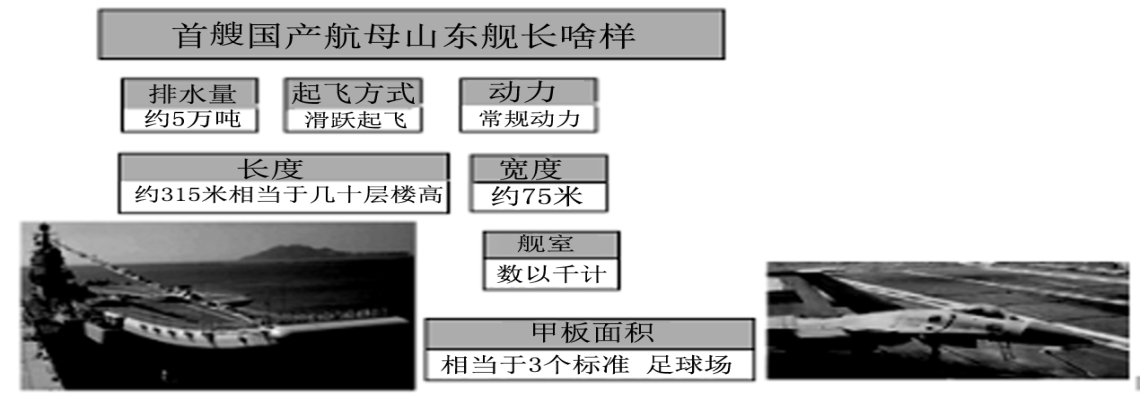 首艘国产航母山东舰长啥样
排水量
约5万吨
起飞方式
滑跃起飞
动力
常规动力
长度
约315米相当于几十层楼高
宽度
约75米
舰室
数以千计
甲板面积
相当于3个标准 足球场